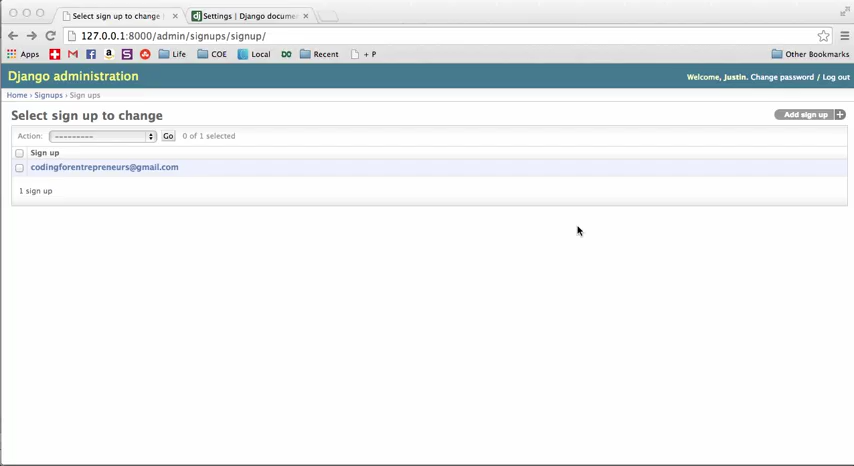 Select sign up to change
Settings | Django docume
127.0.0.1:8000/admin/signups/signup/
Apps Life COE Local DO Recent + P Other Bookmarks
Django administration
Welcome, Justin. Change password / Log out
Home › Signups › Sign ups
Select sign up to change
Add sign up +
Action: --------- Go 0 of 1 selected
Sign up
codingforentrepreneurs@gmail.com
1 sign up